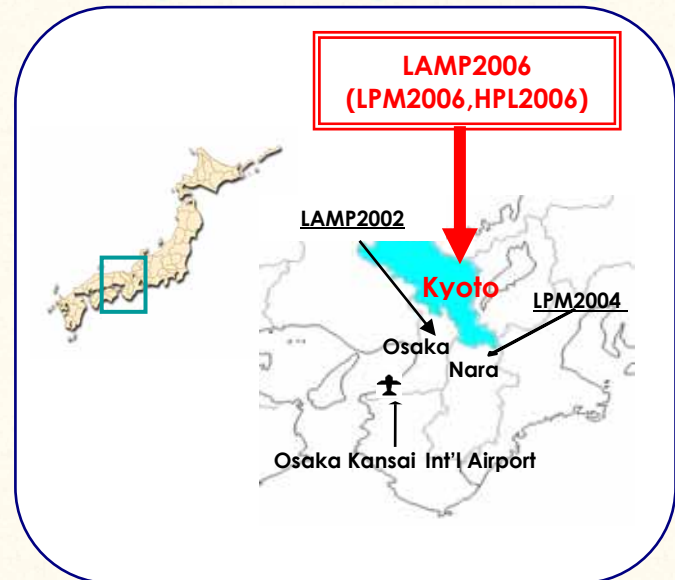 LAMP2006
(LPM2006,HPL2006)
LAMP2002
Kyoto
LPM2004
Osaka
Nara
Osaka Kansai Int'l Airport